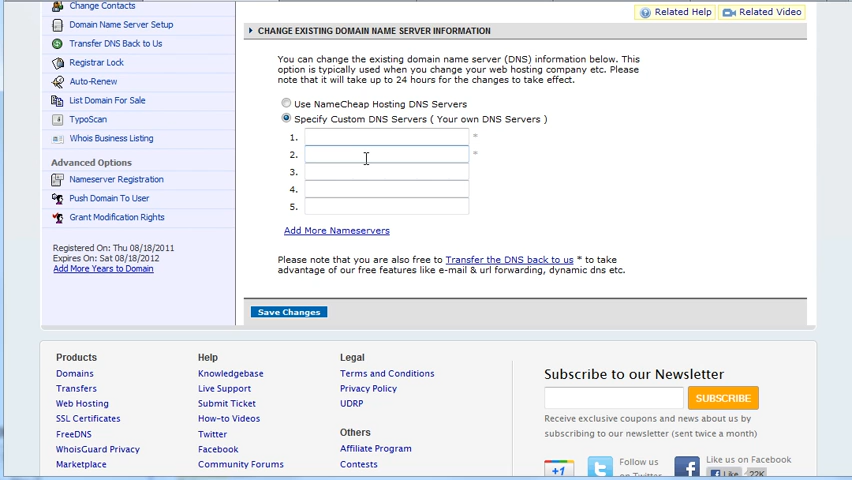 Change Contacts
Domain Name Server Setup
Transfer DNS Back to Us
Registrar Lock
Auto-Renew
List Domain For Sale
TypoScan
Whois Business Listing
Advanced Options
Nameserver Registration
Push Domain To User
Grant Modification Rights
Registered On: Thu 08/18/2011
Expires On: Sat 08/18/2012
Add More Years to Domain
Related Help
Related Video
CHANGE EXISTING DOMAIN NAME SERVER INFORMATION
You can change the existing domain name server (DNS) information below. This
option is typically used when you change your web hosting company etc. Please
note that it will take up to 24 hours for the changes to take effect.
Use NameCheap Hosting DNS Servers
Specify Custom DNS Servers ( Your own DNS Servers )
1. *
2. *
3.
4.
5.
Add More Nameservers
Please note that you are also free to Transfer the DNS back to us * to take
advantage of our free features like e-mail & url forwarding, dynamic dns etc.
Save Changes
Products
Domains
Transfers
Web Hosting
SSL Certificates
FreeDNS
WhoisGuard Privacy
Marketplace
Help
Knowledgebase
Live Support
Submit Ticket
How-to Videos
Twitter
Facebook
Community Forums
Legal
Terms and Conditions
Privacy Policy
UDRP
Others
Affiliate Program
Contests
Subscribe to our Newsletter
SUBSCRIBE
Receive exclusive coupons and news about us by
subscribing to our newsletter (sent twice a month)
+1
Follow us
on Twitter
Like us on Facebook
Like 22K